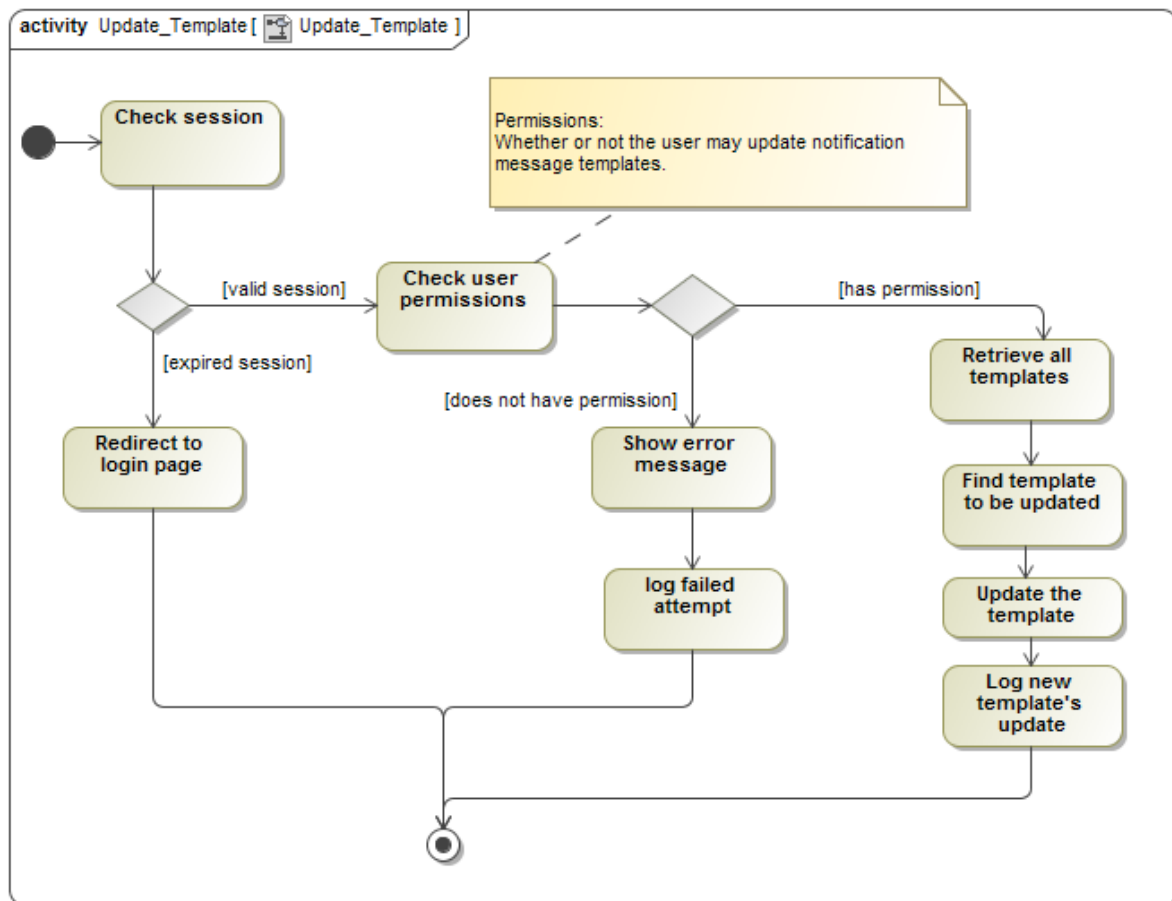 activity Update_Template [ Update_Template ]
Check session
Permissions:
Whether or not the user may update notification
message templates.
[valid session]
Check user
permissions
[has permission]
[expired session]
Retrieve all
templates
[does not have permission]
Redirect to
login page
Show error
message
Find template
to be updated
log failed
attempt
Update the
template
Log new
template's
update